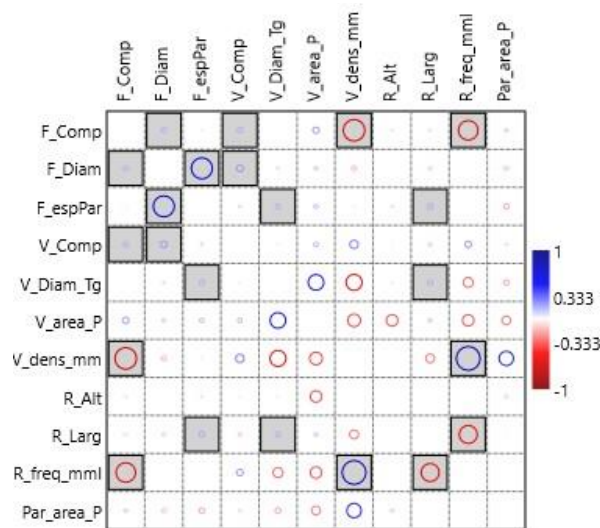 F_Comp
F_Diam
F_espPar
V_Comp
V_Diam_Tg
V_area_P
V_dens_mm
R_Alt
R_Larg
R_freq_mml
Par_area_P
F_Comp
F_Diam
F_espPar
V_Comp
V_Diam_Tg
V_area_P
V_dens_mm
R_Alt
R_Larg
R_freq_mml
Par_area_P
1
0.333
-0.333
-1